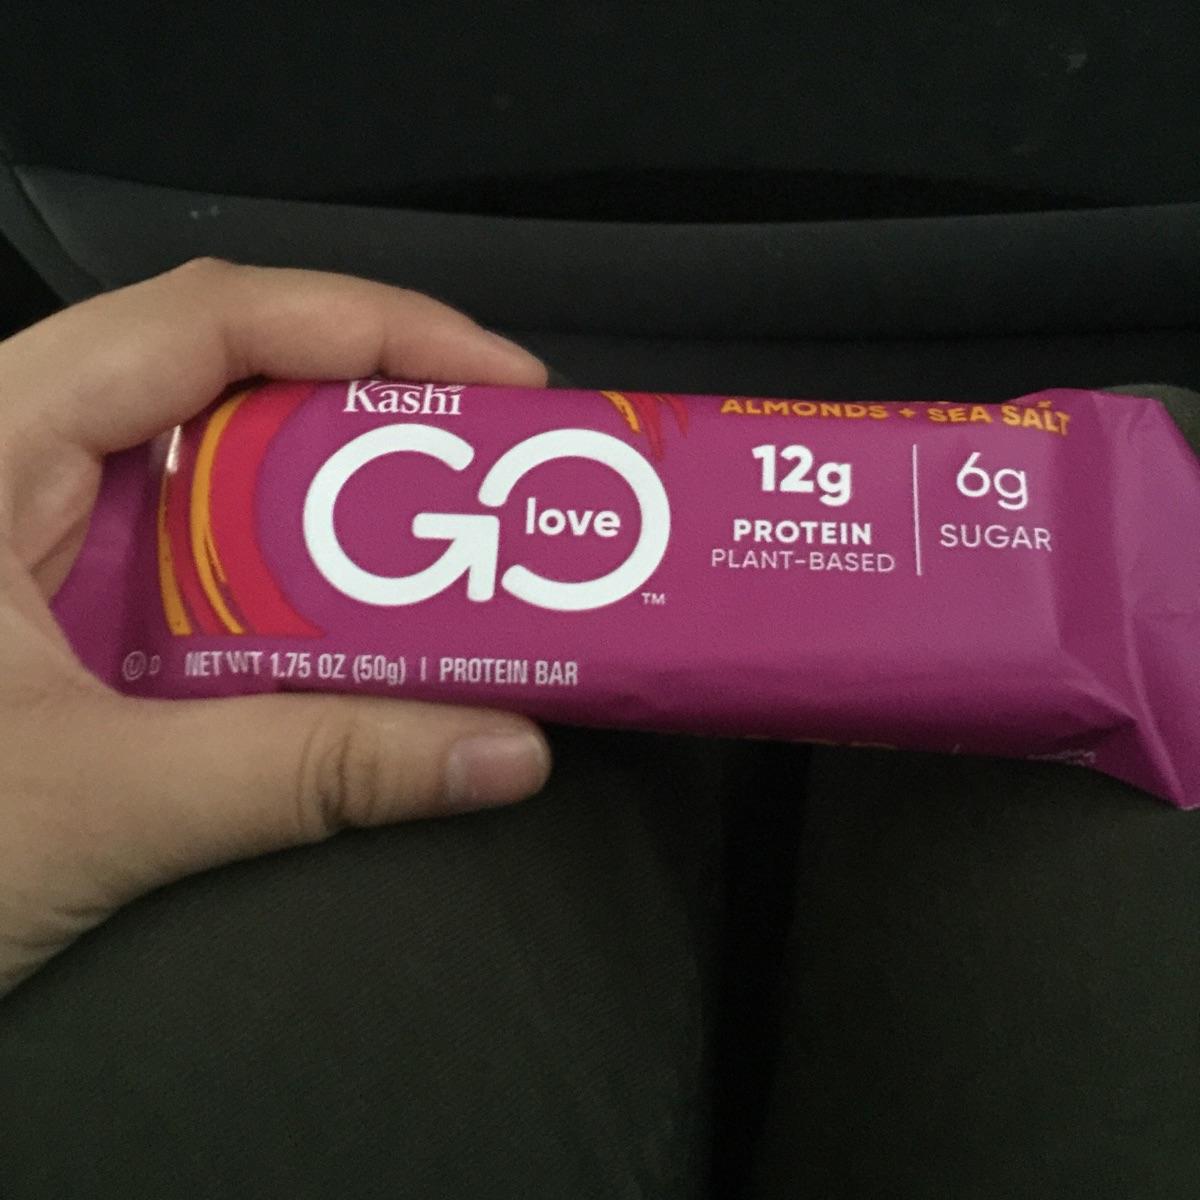 Kashi
GO
love
TM
ALMONDS + SEA SALT
12g
PROTEIN
PLANT-BASED
6g
SUGAR
U D NET WT 1.75 OZ (50g) | PROTEIN BAR